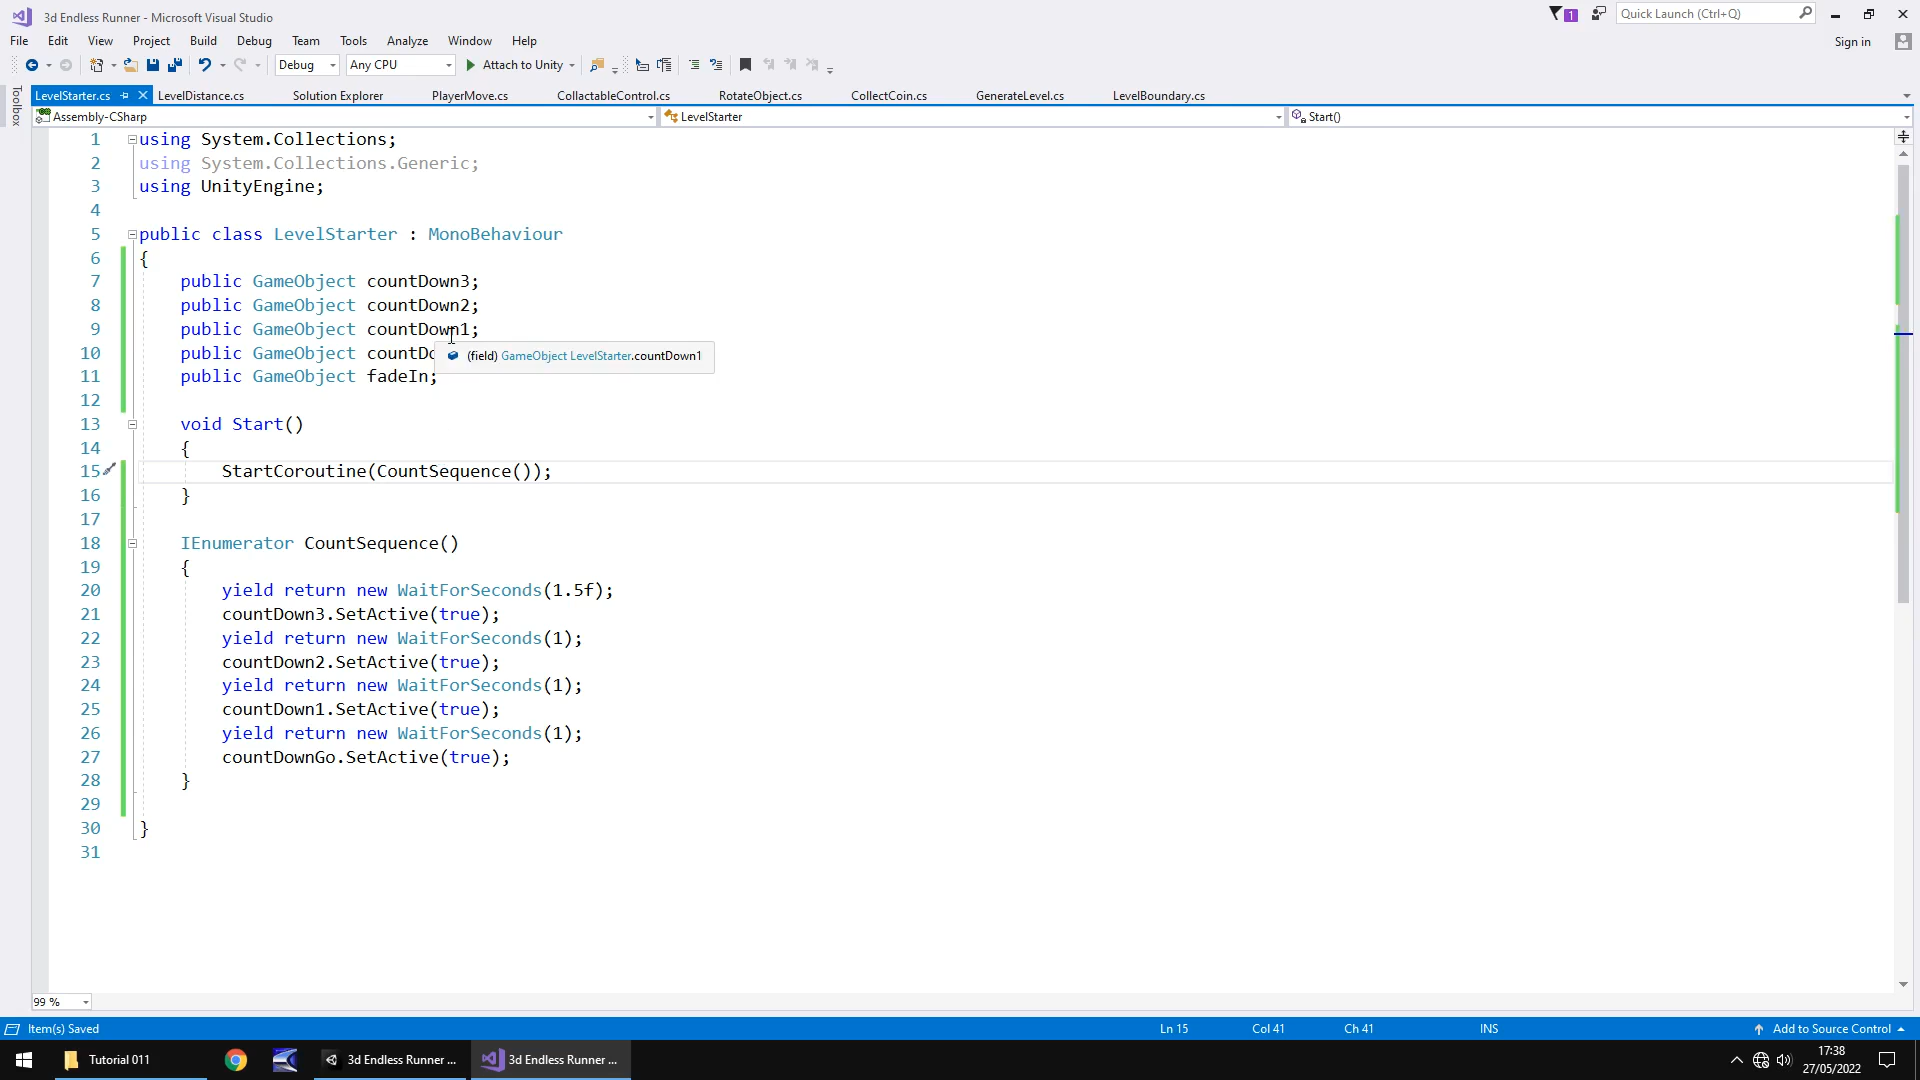 3d Endless Runner - Microsoft Visual Studio
1
Quick Launch (Ctrl+Q)
File Edit View Project Build Debug Team Tools Analyze Window Help
Sign in
Debug Any CPU Attach to Unity
Toolbox
LevelStarter.cs LevelDistance.cs Solution Explorer PlayerMove.cs CollactableControl.cs RotateObject.cs CollectCoin.cs GenerateLevel.cs LevelBoundary.cs
Assembly-CSharp LevelStarter Start()
1 using System.Collections;
2 using System.Collections.Generic;
3 using UnityEngine;
4
5 public class LevelStarter : MonoBehaviour
6 {
7 public GameObject countDown3;
8 public GameObject countDown2;
9 public GameObject countDown1;
10 public GameObject countDo
(field) GameObject LevelStarter.countDown1
11 public GameObject fadeIn;
12
13 void Start()
14 {
15 StartCoroutine(CountSequence());
16 }
17
18 IEnumerator CountSequence()
19 {
20 yield return new WaitForSeconds(1.5f);
21 countDown3.SetActive(true);
22 yield return new WaitForSeconds(1);
23 countDown2.SetActive(true);
24 yield return new WaitForSeconds(1);
25 countDown1.SetActive(true);
26 yield return new WaitForSeconds(1);
27 countDownGo.SetActive(true);
28 }
29
30 }
31
99 %
Item(s) Saved Ln 15 Col 41 Ch 41 INS Add to Source Control
Tutorial 011 3d Endless Runner ... 3d Endless Runner ... 17:38
27/05/2022